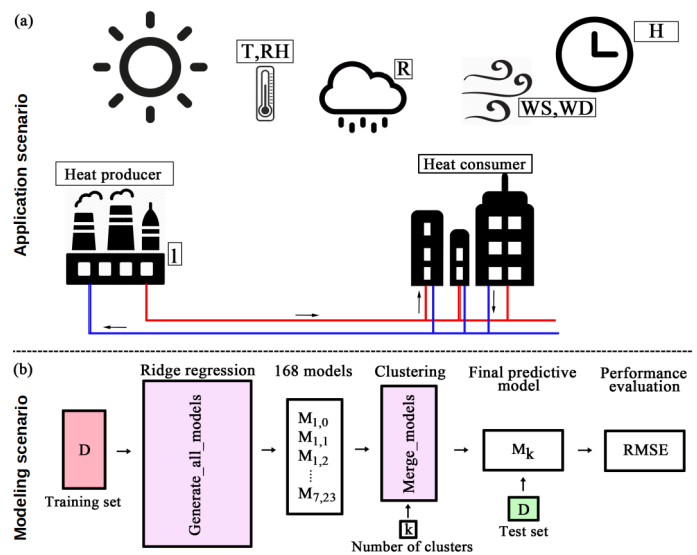 (a)
Application scenario
T,RH
R
WS,WD
H
Heat producer
l
Heat consumer
(b)
Modeling scenario
D
Training set
Ridge regression
Generate_all_models
168 models
M1,0
M1,1
M1,2
......
M7,23
Clustering
Merge_models
k
Number of clusters
Final predictive
model
Mk
D
Test set
Performance
evaluation
RMSE